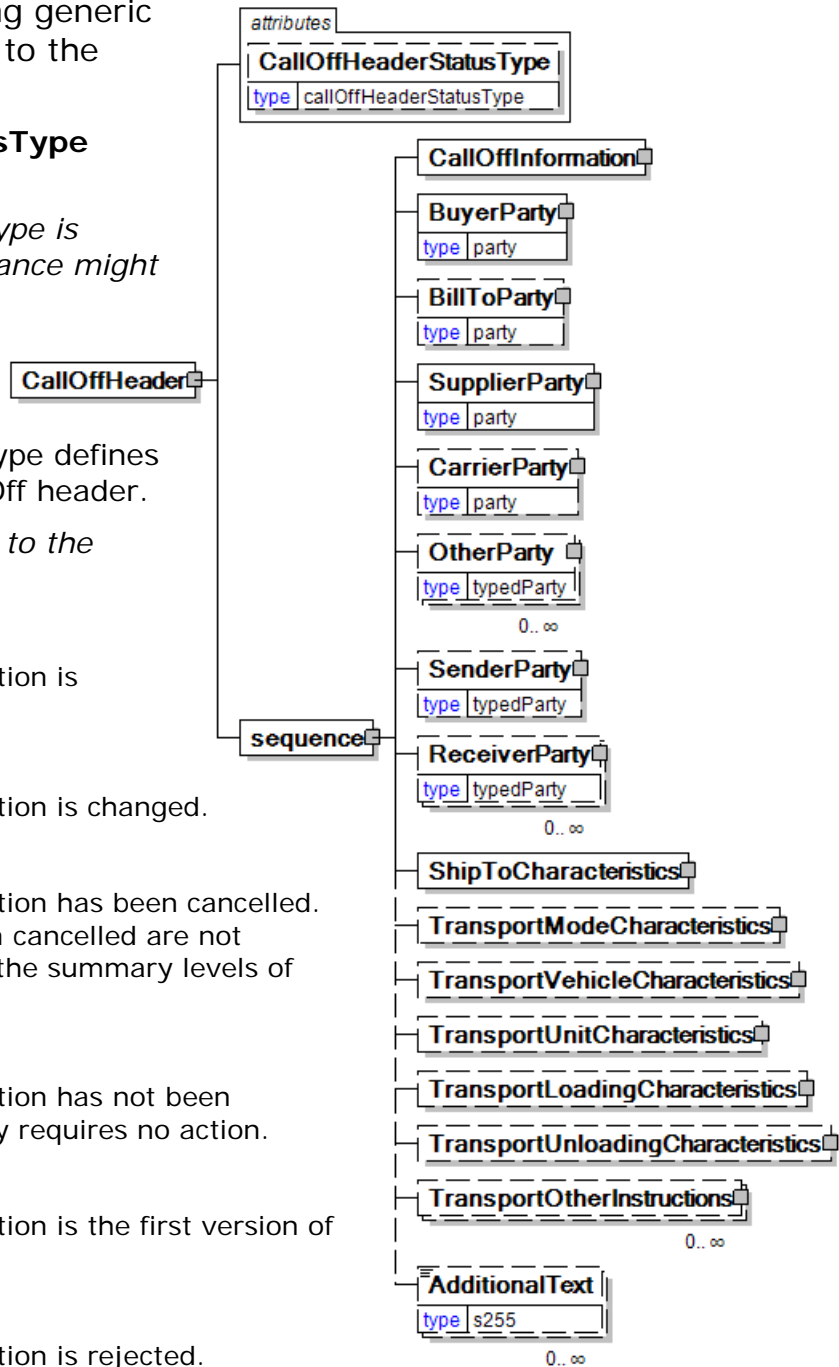 ng generic
to the
sType
ype is
ance might
ype defines
Off header.
to the
tion is
tion is changed.
tion has been cancelled.
n cancelled are not
the summary levels of
tion has not been
y requires no action.
tion is the first version of
tion is rejected.
CallOffHeader
attributes
CallOffHeaderStatusType
type callOffHeaderStatusType
sequence
CallOffInformation
BuyerParty
type party
BillToParty
type party
SupplierParty
type party
CarrierParty
type party
OtherParty
type typedParty
0.. ∞
SenderParty
type typedParty
ReceiverParty
type typedParty
0.. ∞
ShipToCharacteristics
TransportModeCharacteristics
TransportVehicleCharacteristics
TransportUnitCharacteristics
TransportLoadingCharacteristics
TransportUnloadingCharacteristics
TransportOtherInstructions
0.. ∞
AdditionalText
type s255
0.. ∞